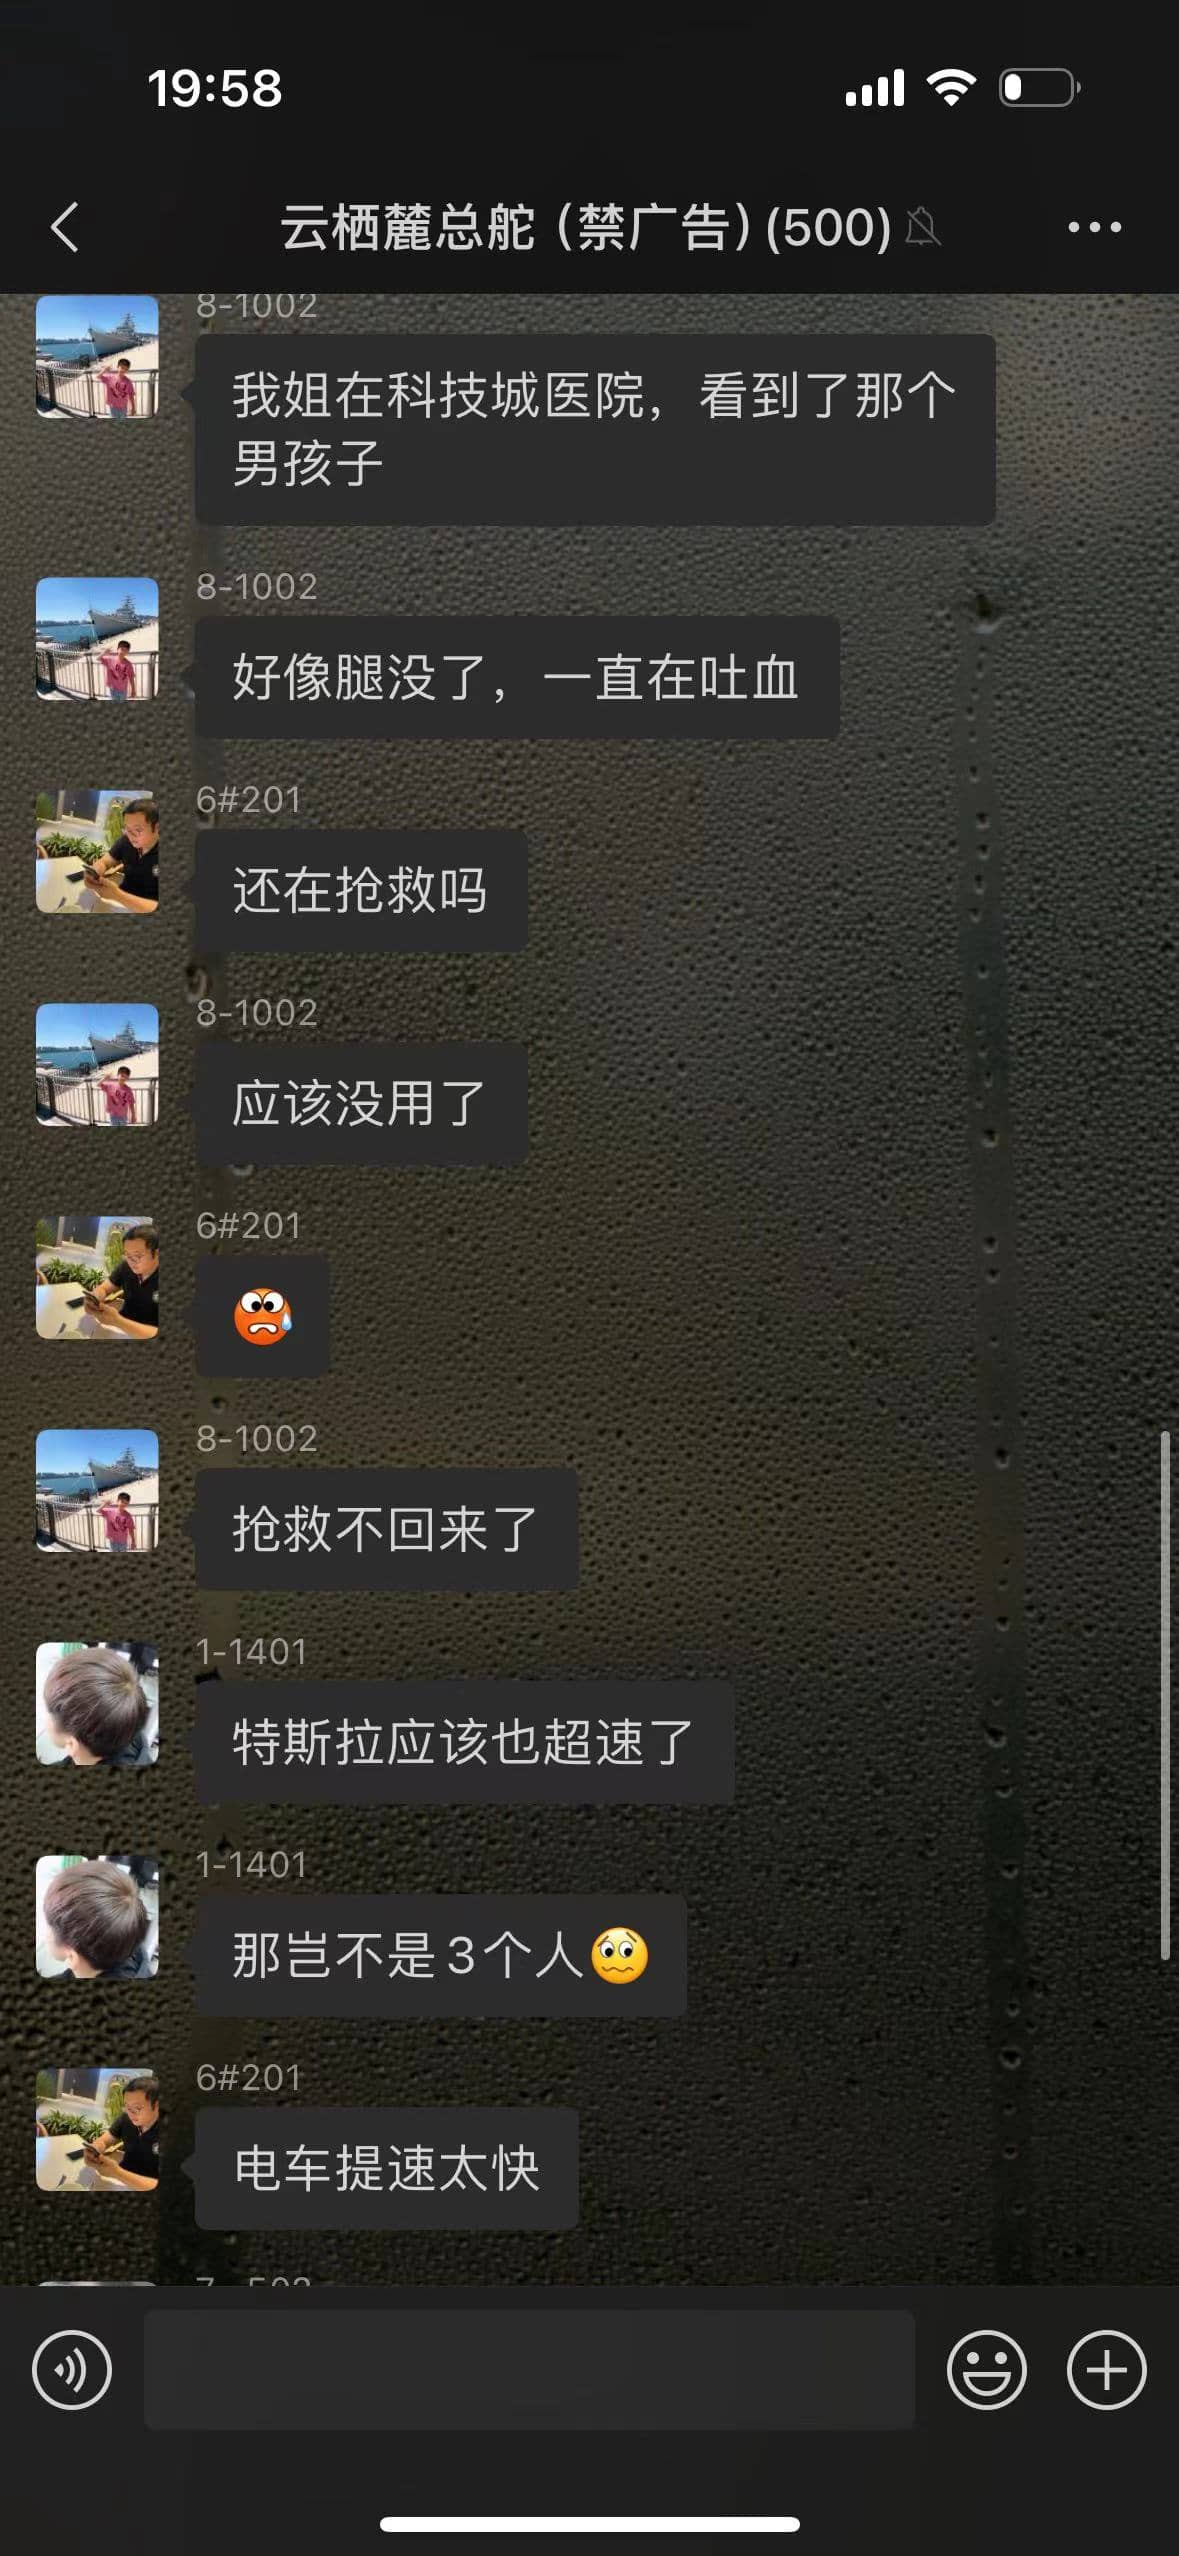 19:58
云栖麓总舵（禁广告）(500)
8-1002
我姐在科技城医院，看到了那个
男孩子
8-1002
好像腿没了，一直在吐血
6#201
还在抢救吗
8-1002
应该没用了
6#201
8-1002
抢救不回来了
1-1401
特斯拉应该也超速了
1-1401
那岂不是3个人
6#201
电车提速太快